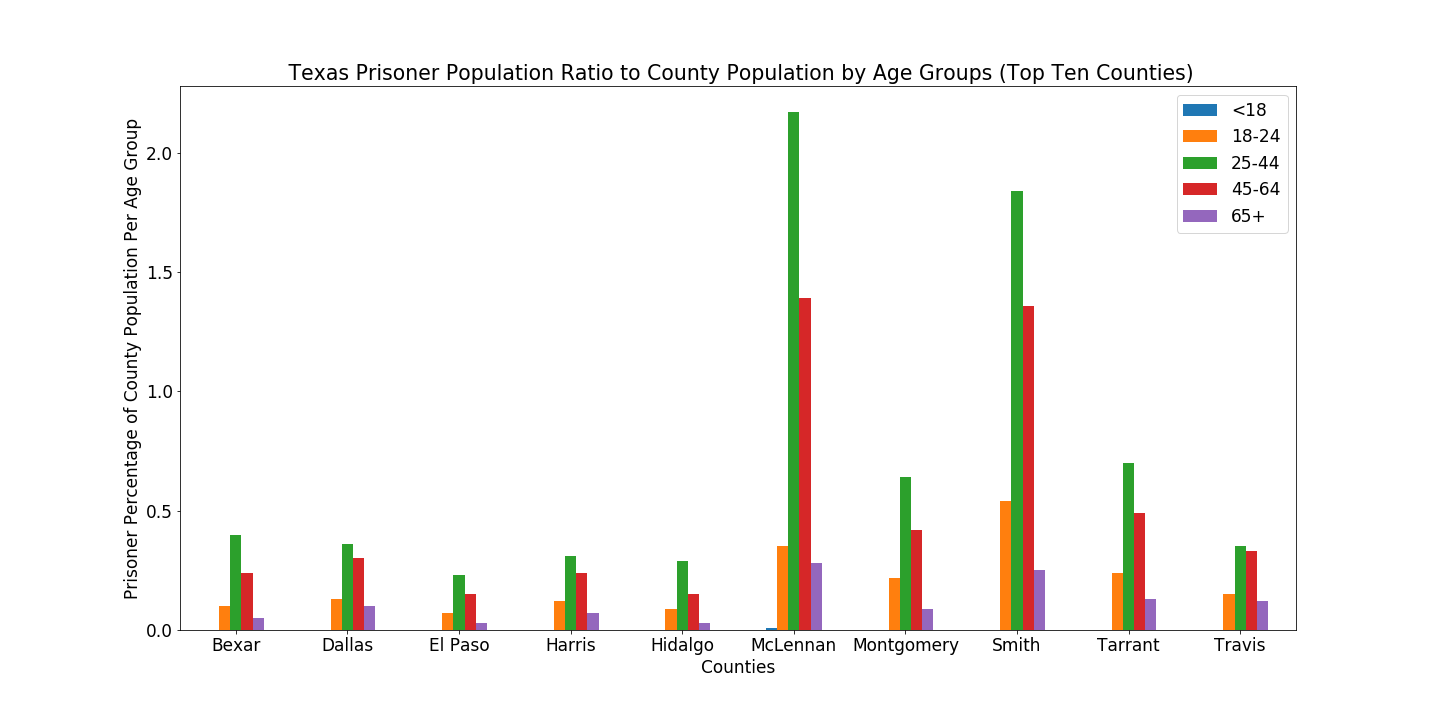 Texas Prisoner Population Ratio to County Population by Age Groups (Top Ten Counties)
Prisoner Percentage of County Population Per Age Group
2.0
1.5
1.0
0.5
0.0
<18
18-24
25-44
45-64
65+
Bexar Dallas El Paso Harris Hidalgo McLennan Montgomery Smith Tarrant Travis
Counties